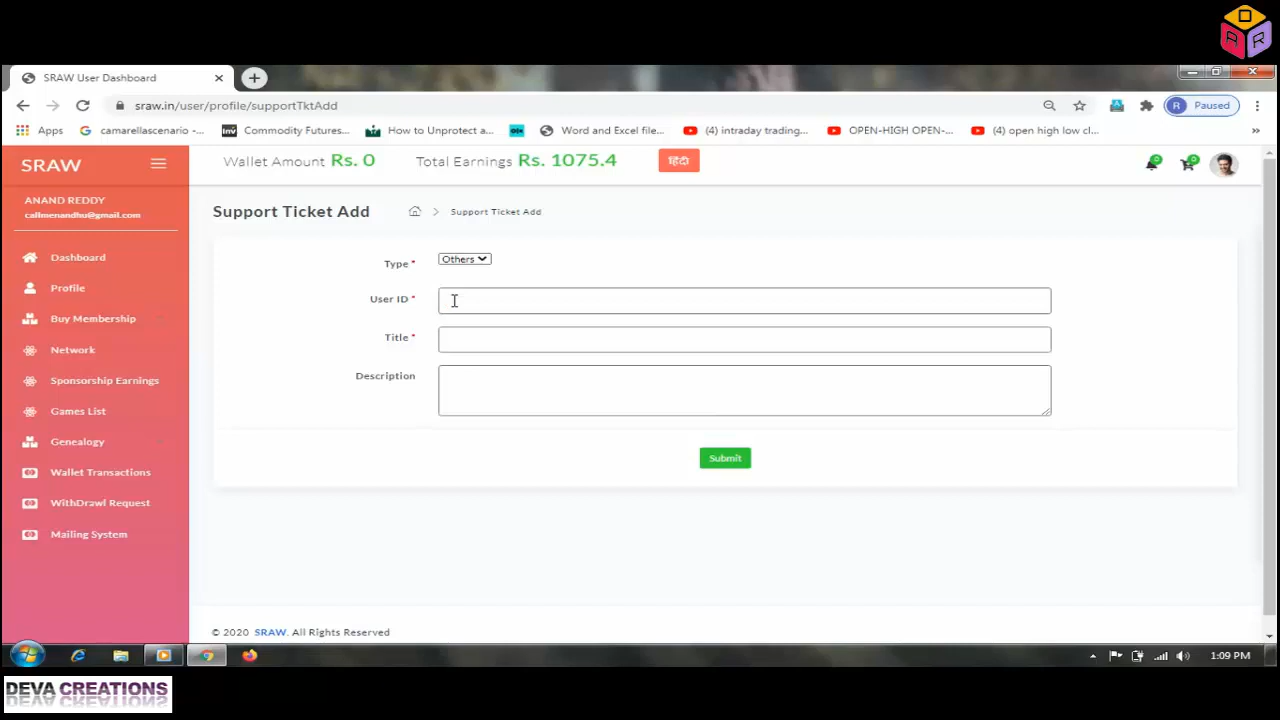 O
A R
SRAW User Dashboard
sraw.in/user/profile/supportTktAdd
R Paused
Apps
camarellascenario -...
Inv Commodity Futures...
How to Unprotect a...
Word and Excel file...
(4) intraday trading...
OPEN-HIGH OPEN-...
(4) open high low cl...
SRAW
Wallet Amount Rs. 0 Total Earnings Rs. 1075.4 हिंदी
0 0
ANAND REDDY
callmenandhu@gmail.com
Support Ticket Add
Support Ticket Add
Dashboard
Profile
Buy Membership
Network
Sponsorship Earnings
Games List
Genealogy
Wallet Transactions
WithDrawl Request
Mailing System
Type * Others
User ID *
Title *
Description
Submit
© 2020 SRAW. All Rights Reserved
1:09 PM
DEVA CREATIONS